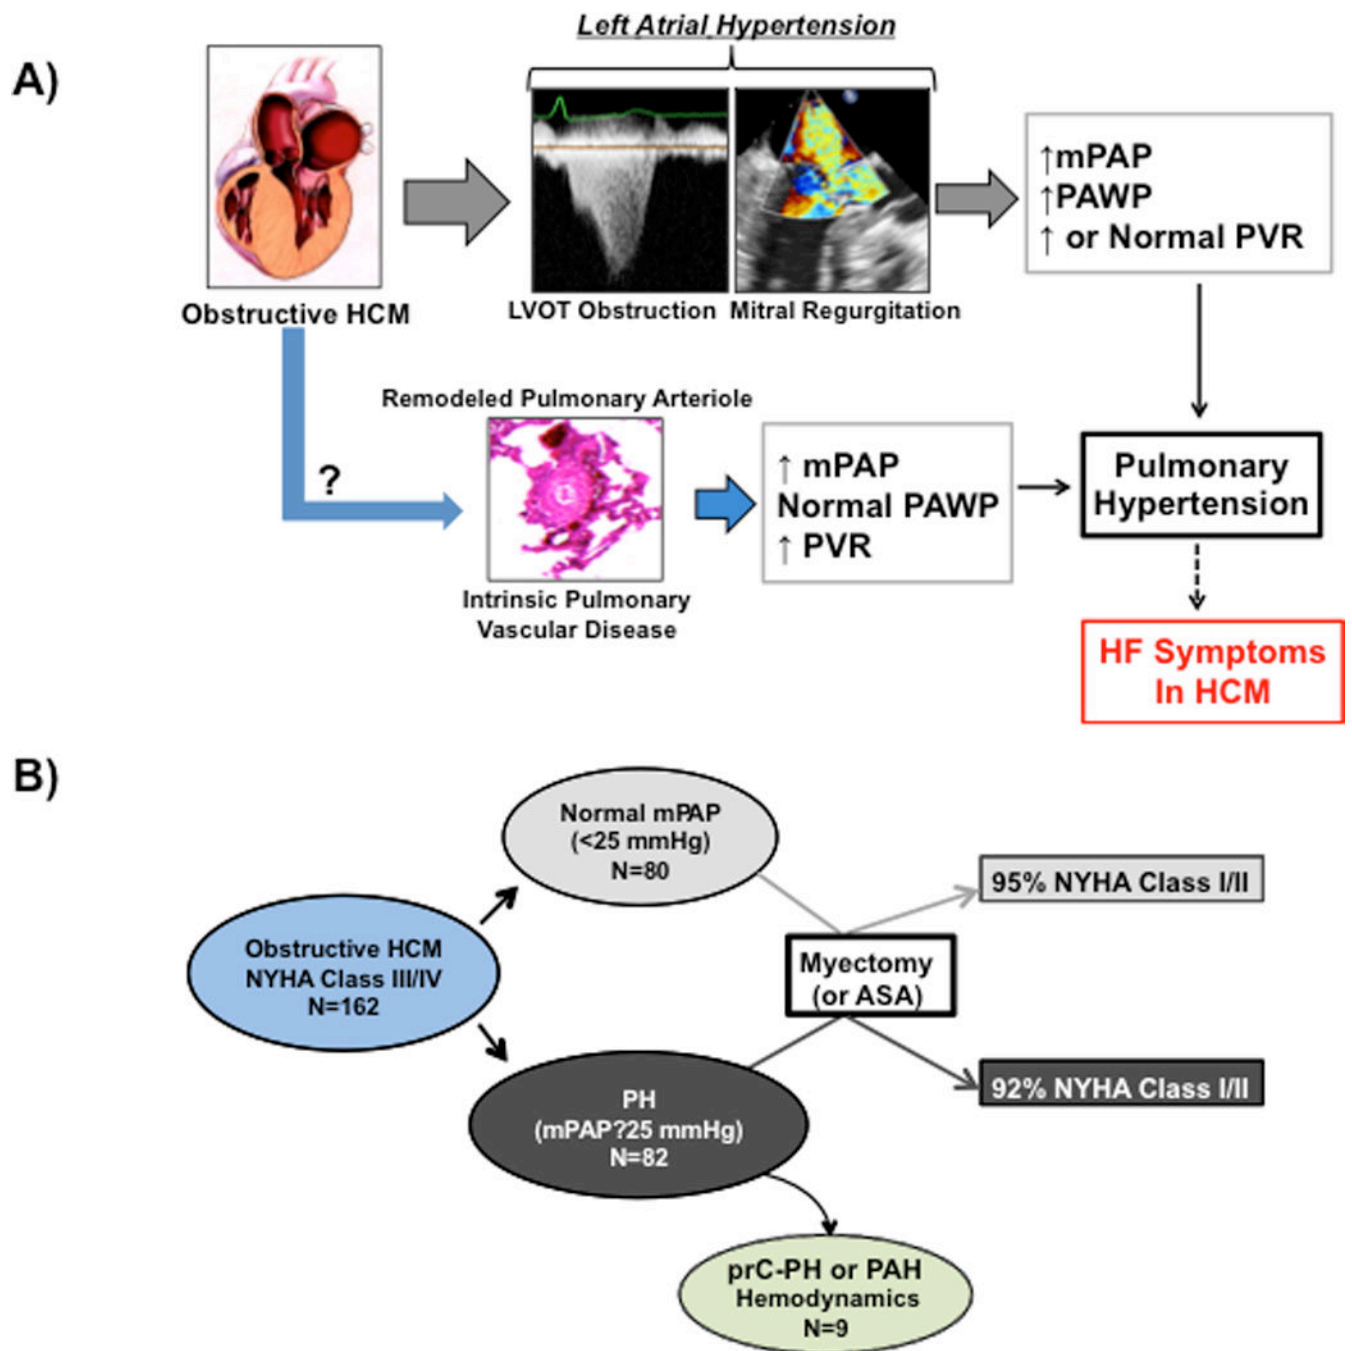 A)
Left Atrial Hypertension
Obstructive HCM
LVOT Obstruction
Mitral Regurgitation
↑mPAP
↑PAWP
↑ or Normal PVR
?
Remodeled Pulmonary Arteriole
Intrinsic Pulmonary
Vascular Disease
↑ mPAP
Normal PAWP
↑ PVR
Pulmonary
Hypertension
HF Symptoms
In HCM
B)
Obstructive HCM
NYHA Class III/IV
N=162
Normal mPAP
(<25 mmHg)
N=80
PH
(mPAP?25 mmHg)
N=82
Myectomy
(or ASA)
95% NYHA Class I/II
92% NYHA Class I/II
prC-PH or PAH
Hemodynamics
N=9